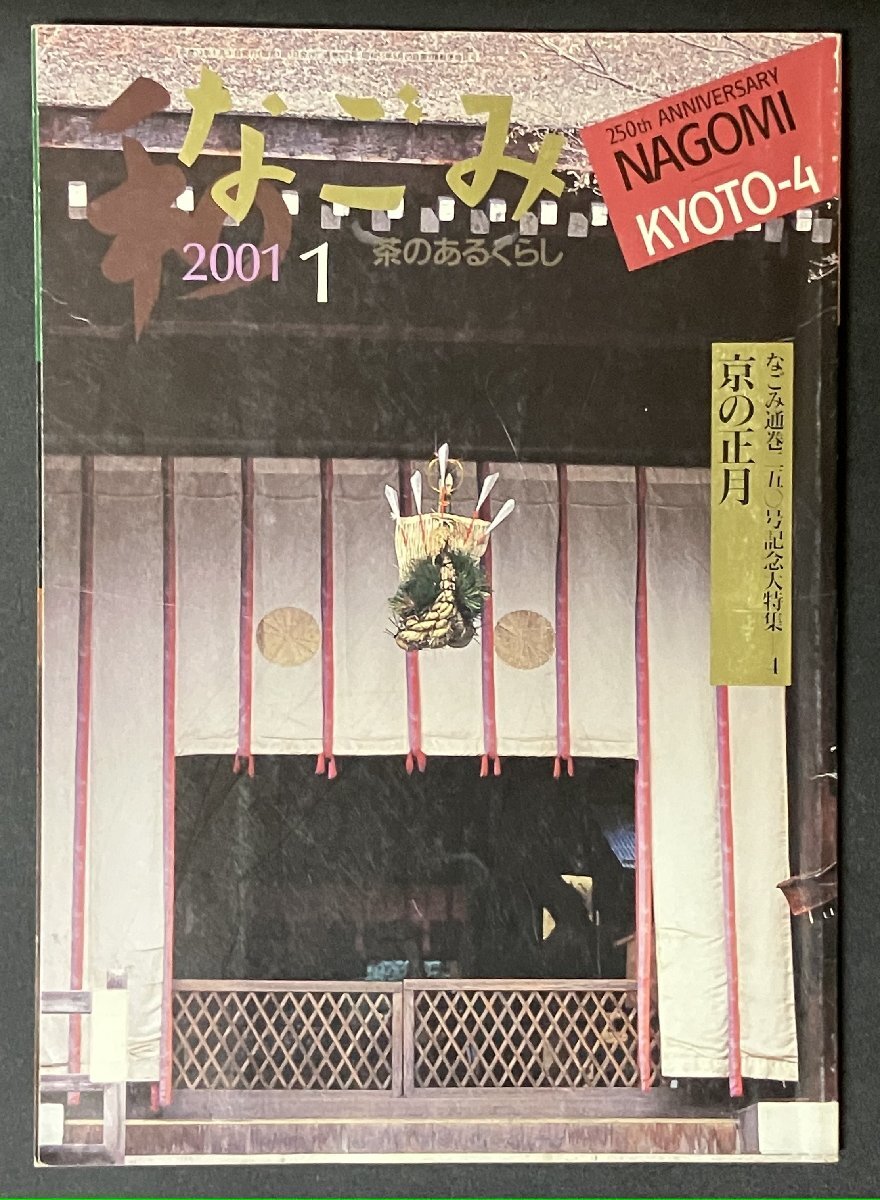 和
なごみ
2001 1
茶のあるくらし
250th ANNIVERSARY
NAGOMI
KYOTO-4
なごみ通巻二五〇号記念大特集—4
京の正月